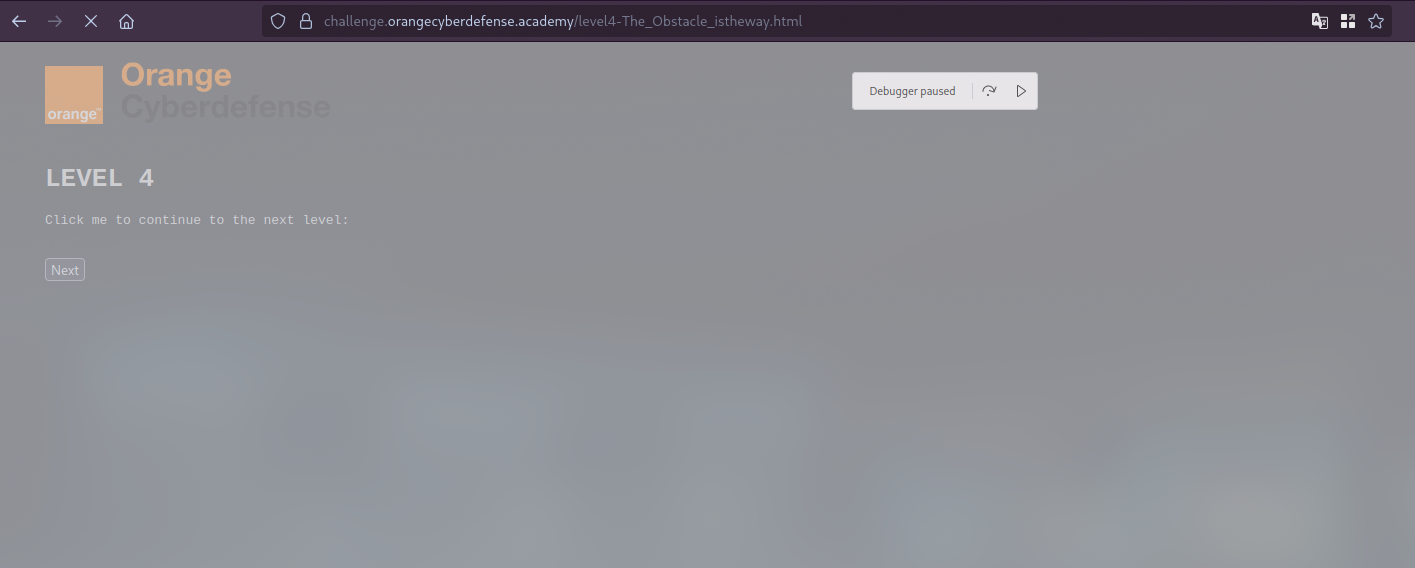 challenge.orangecyberdefense.academy/level4-The_Obstacle_istheway.html
Orange
Cyberdefense
orange™
Debugger paused
LEVEL 4
Click me to continue to the next level:
Next